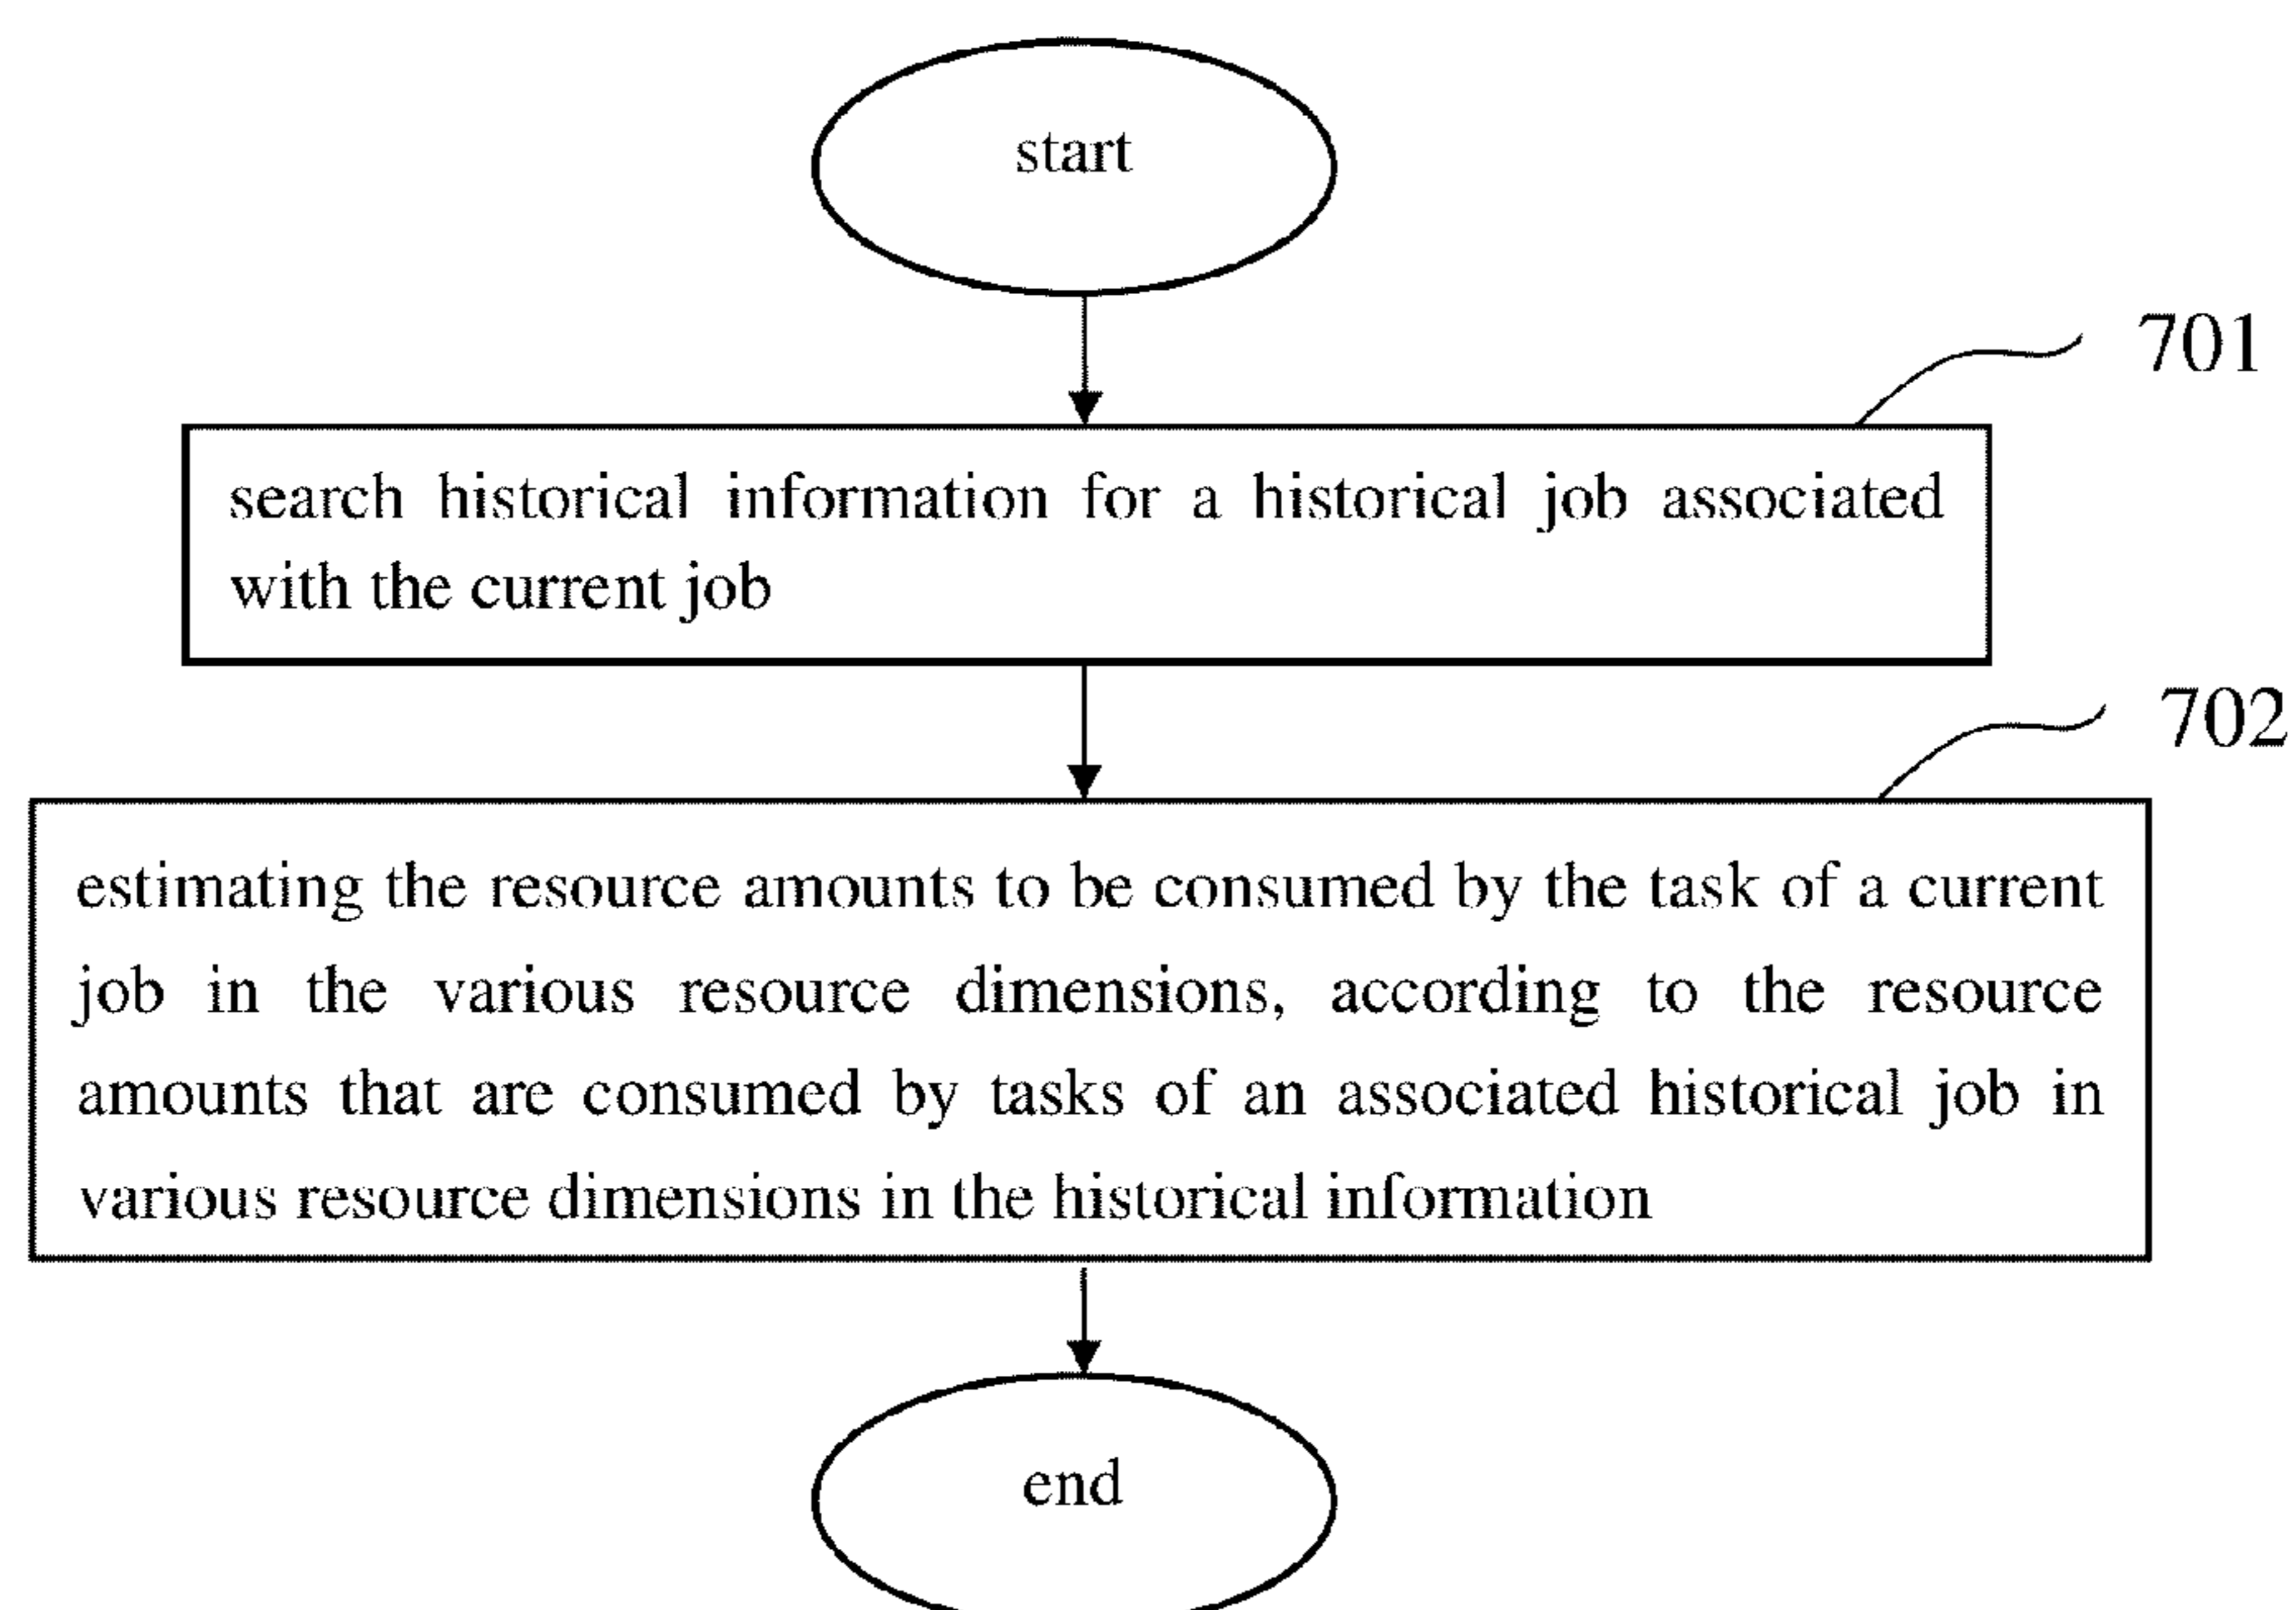 start
701
search historical information for a historical job associated
with the current job
702
estimating the resource amounts to be consumed by the task of a current
job in the various resource dimensions, according to the resource
amounts that are consumed by tasks of an associated historical job in
various resource dimensions in the historical information
end